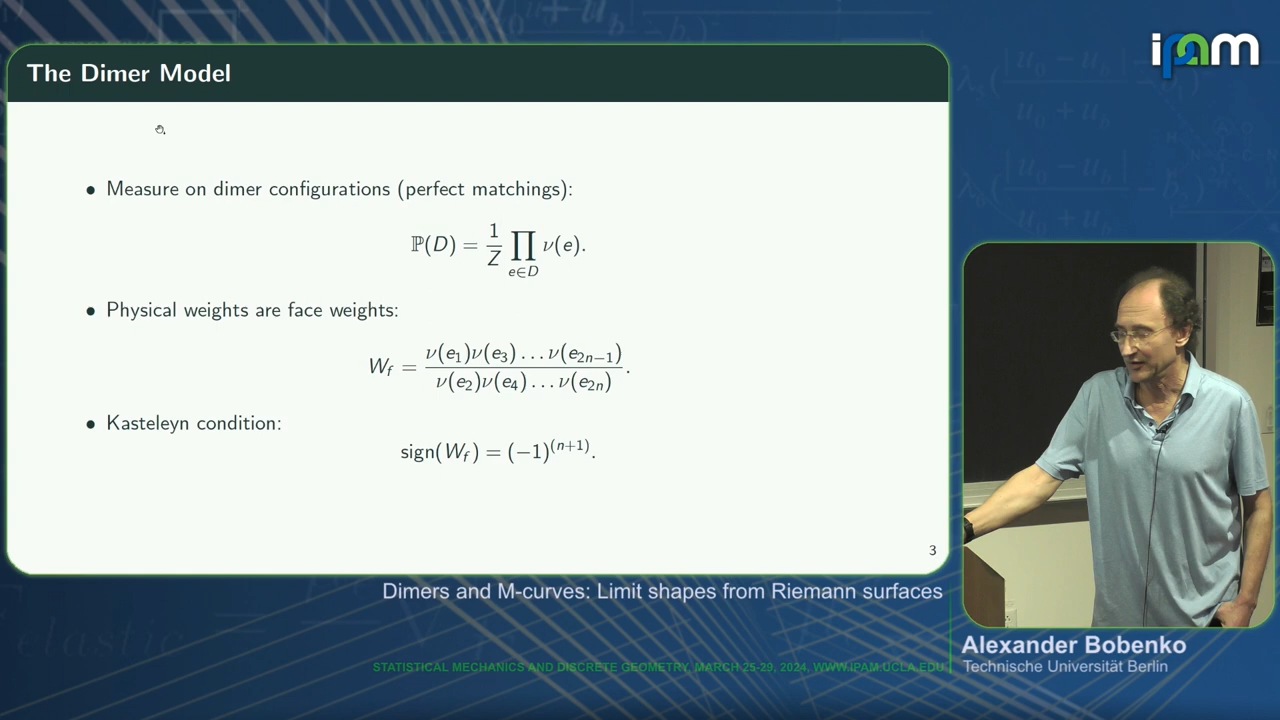 ipam
The Dimer Model
• Measure on dimer configurations (perfect matchings):
ℙ(D) = 1/Z ∏_{e∈D} ν(e).
• Physical weights are face weights:
W_f = ν(e_1)ν(e_3) … ν(e_{2n−1}) / ν(e_2)ν(e_4) … ν(e_{2n}) .
• Kasteleyn condition:
sign(W_f) = (−1)^{(n+1)}.
3
Dimers and M-curves: Limit shapes from Riemann surfaces
Alexander Bobenko
Technische Universität Berlin
STATISTICAL MECHANICS AND DISCRETE GEOMETRY, MARCH 25-29, 2024, WWW.IPAM.UCLA.EDU
elastic